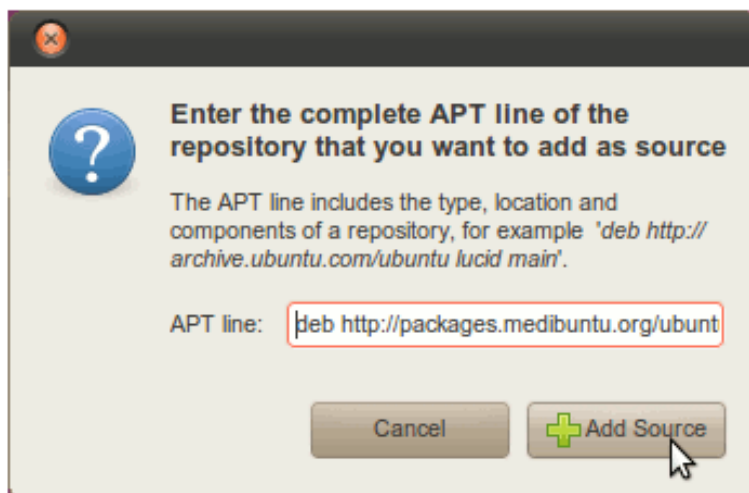 Enter the complete APT line of the
repository that you want to add as source
The APT line includes the type, location and
components of a repository, for example 'deb http://
archive.ubuntu.com/ubuntu lucid main'.
APT line: deb http://packages.medibuntu.org/ubunt
Cancel Add Source